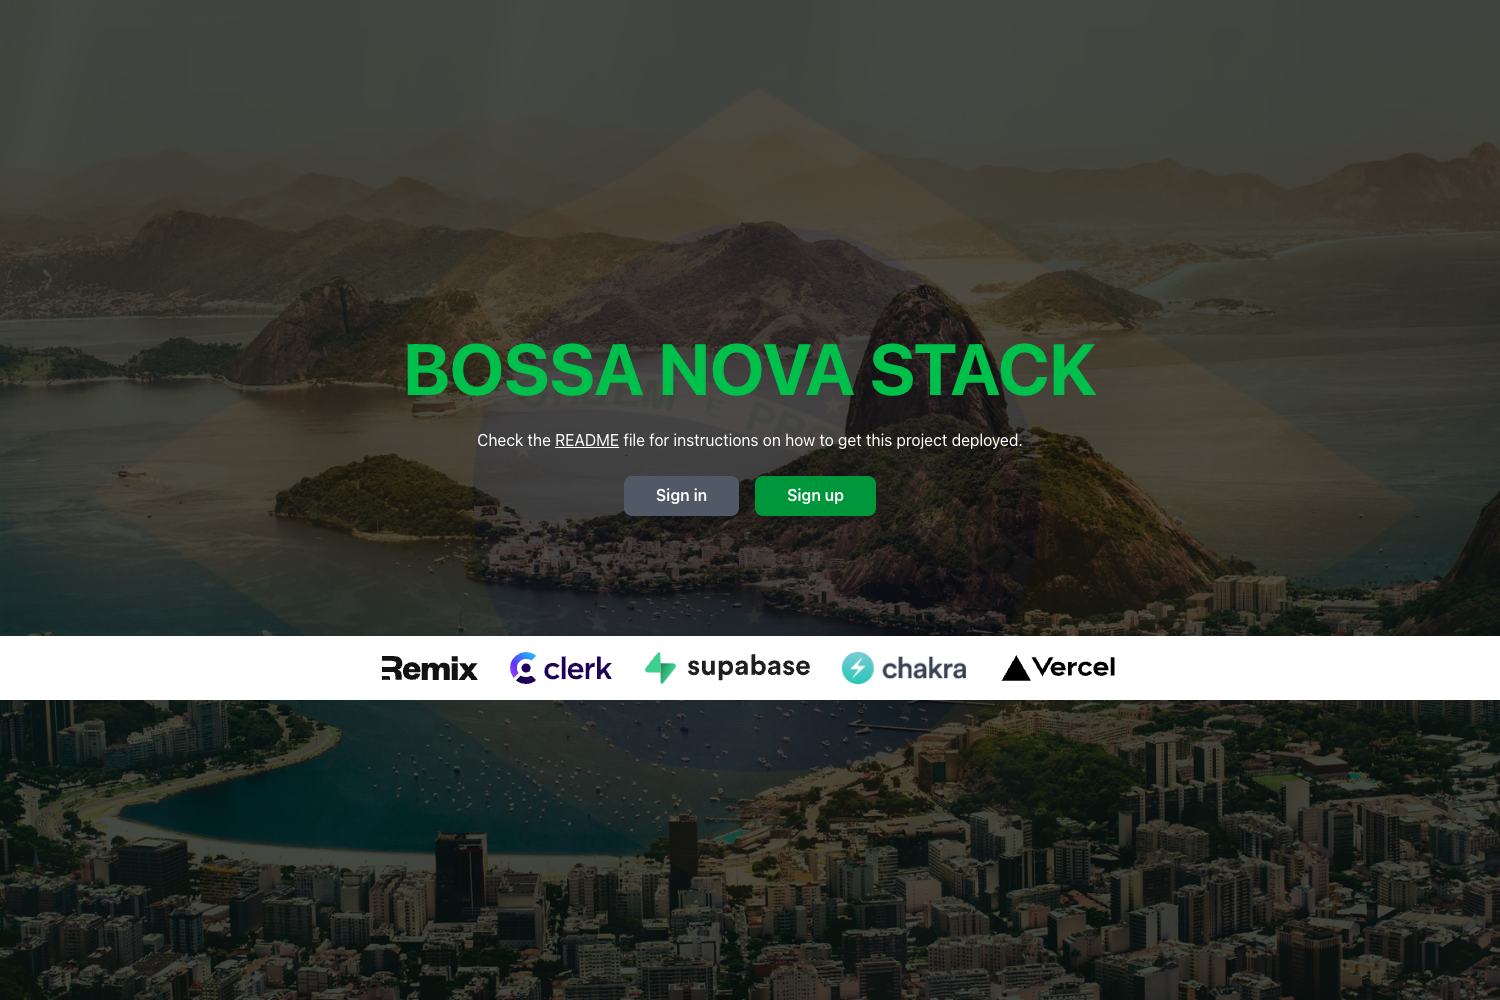 BOSSA NOVA STACK
Check the README file for instructions on how to get this project deployed.
Sign in Sign up
Remix clerk supabase chakra Vercel